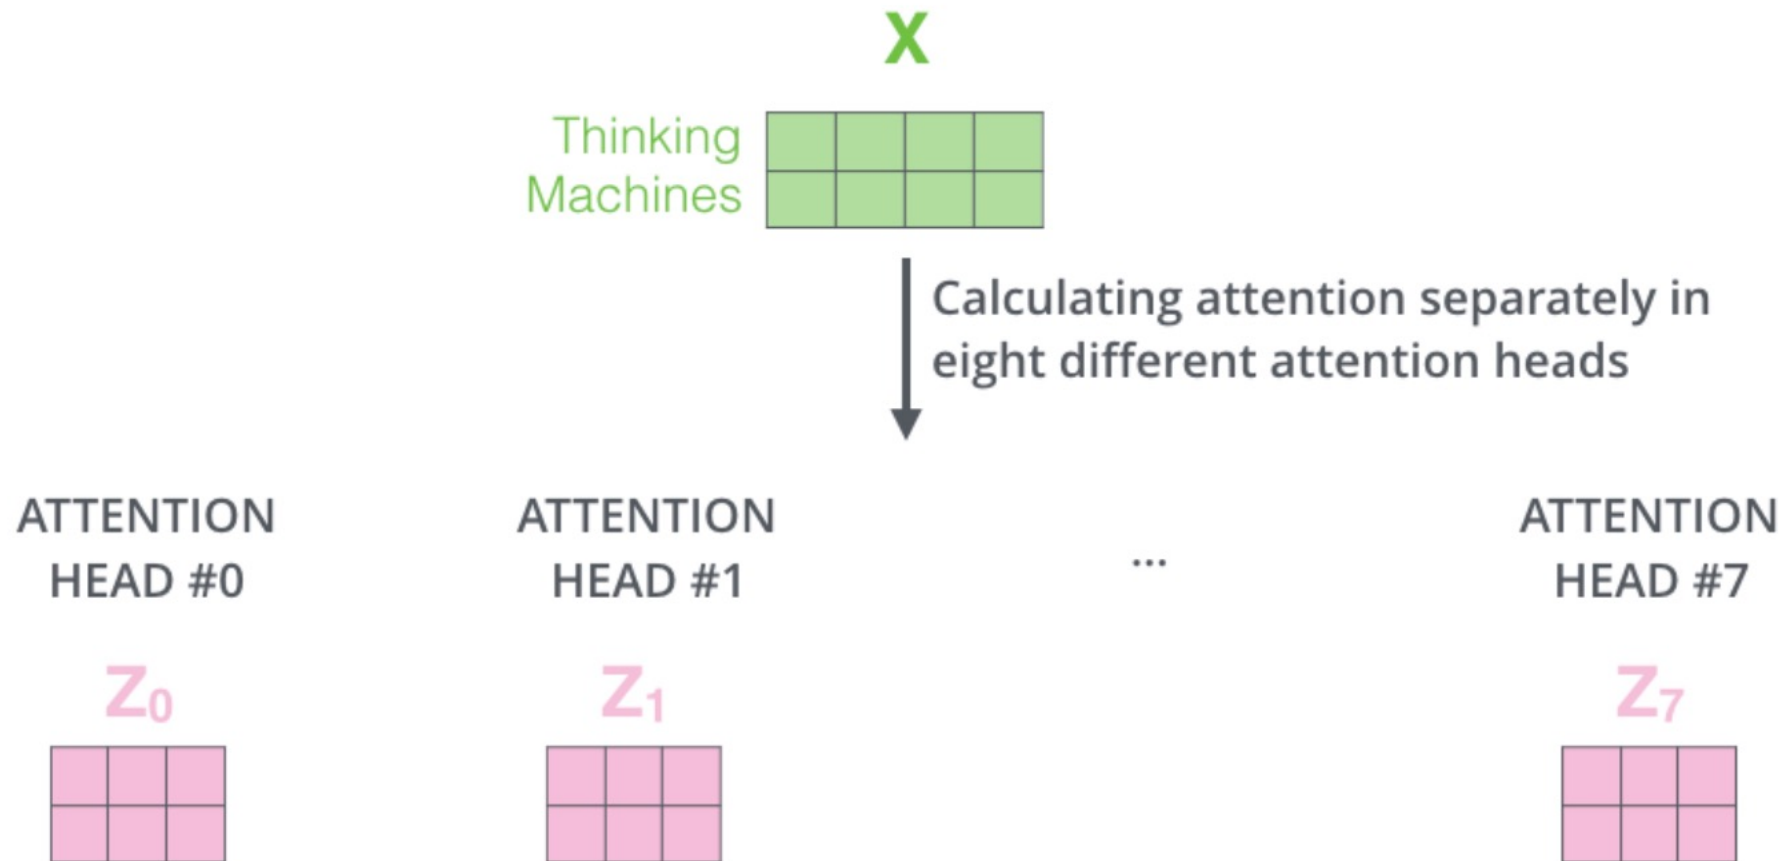 X
Thinking
Machines
Calculating attention separately in
eight different attention heads
ATTENTION
HEAD #0
ATTENTION
HEAD #1
...
ATTENTION
HEAD #7
Z0
Z1
Z7